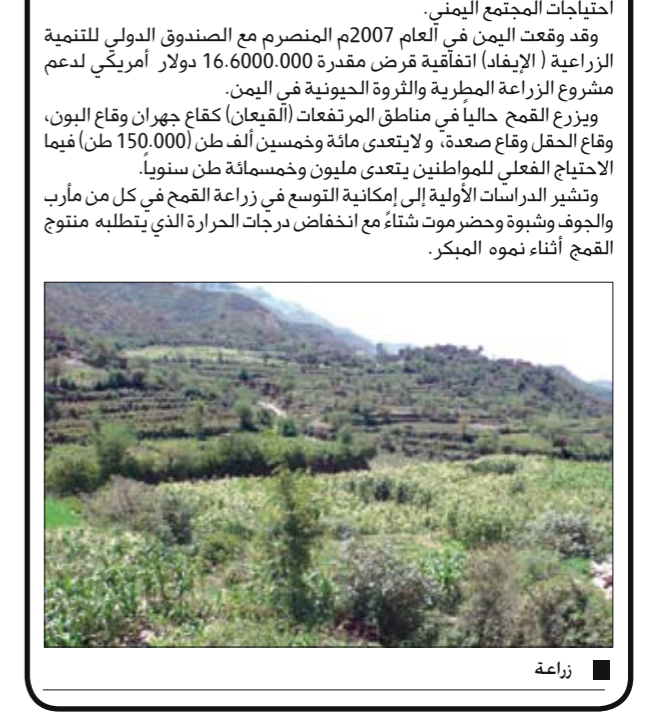 احتياجات المجتمع اليمني.
وقد وقعت اليمن في العام 2007م المنصرم مع الصندوق الدولي للتنمية
الزراعية ( الإيفاد) اتفاقية قرض مقدرة 16.6000.000 دولار أمريكي لدعم
مشروع الزراعة المطرية والثروة الحيونية في اليمن.
ويزرع القمح حالياً في مناطق المرتفعات (القيعان) كقاع جهران وقاع البون،
وقاع الحقل وقاع صعدة، و لايتعدى مائة وخمسين ألف طن (150.000 طن) فيما
الاحتياج الفعلي للمواطنين يتعدى مليون وخمسمائة طن سنوياً.
وتشير الدراسات الأولية إلى إمكانية التوسع في زراعة القمح في كل من مأرب
والجوف وشبوة وحضرموت شتاءً مع انخفاض درجات الحرارة الذي يتطلبه منتوج
القمح أثناء نموه المبكر.
زراعة